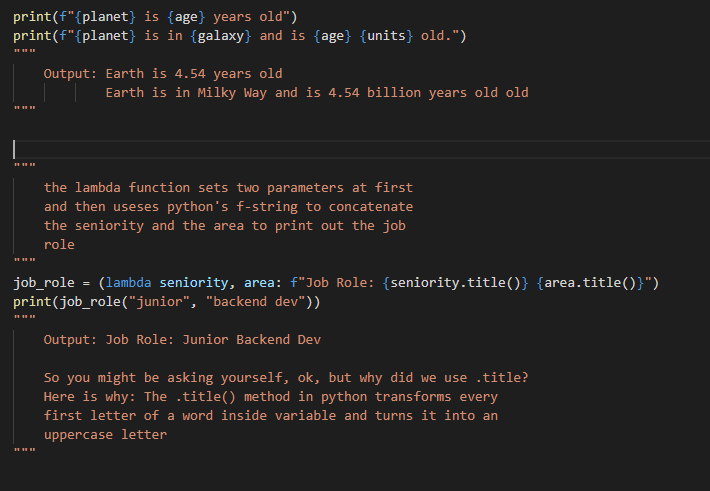 print(f"{planet} is {age} years old")
print(f"{planet} is in {galaxy} and is {age} {units} old.")
"""
    Output: Earth is 4.54 years old
            Earth is in Milky Way and is 4.54 billion years old old
"""
"""
    the lambda function sets two parameters at first
    and then useses python's f-string to concatenate
    the seniority and the area to print out the job
    role
"""
job_role = (lambda seniority, area: f"Job Role: {seniority.title()} {area.title()}")
print(job_role("junior", "backend dev"))
"""
    Output: Job Role: Junior Backend Dev
    So you might be asking yourself, ok, but why did we use .title?
    Here is why: The .title() method in python transforms every
    first letter of a word inside variable and turns it into an
    uppercase letter
"""